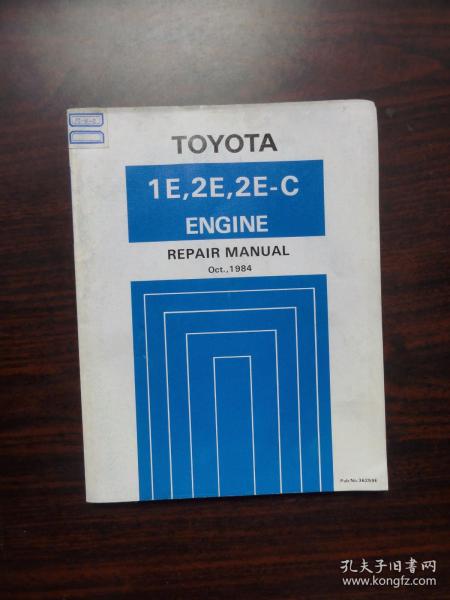 TOYOTA
1E,2E,2E-C
ENGINE
REPAIR MANUAL
Oct.,1984
孔夫子旧书网
www.kongfz.com